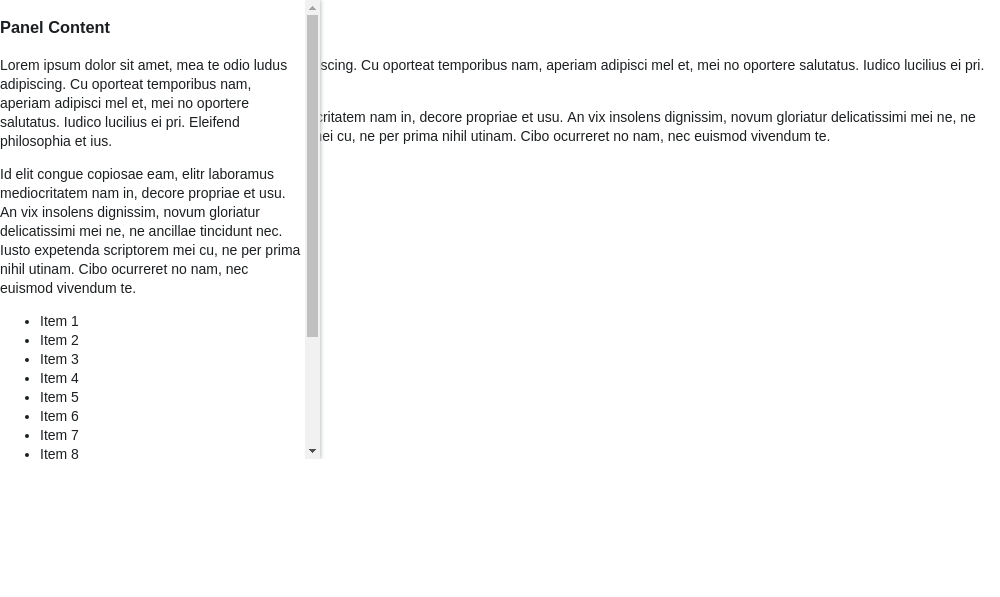 Panel Content
Lorem ipsum dolor sit amet, mea te odio ludus
adipiscing. Cu oporteat temporibus nam,
aperiam adipisci mel et, mei no oportere
salutatus. Iudico lucilius ei pri. Eleifend
philosophia et ius.
Id elit congue copiosae eam, elitr laboramus
mediocritatem nam in, decore propriae et usu.
An vix insolens dignissim, novum gloriatur
delicatissimi mei ne, ne ancillae tincidunt nec.
Iusto expetenda scriptorem mei cu, ne per prima
nihil utinam. Cibo ocurreret no nam, nec
euismod vivendum te.
• Item 1
• Item 2
• Item 3
• Item 4
• Item 5
• Item 6
• Item 7
• Item 8
scing. Cu oporteat temporibus nam, aperiam adipisci mel et, mei no oportere salutatus. Iudico lucilius ei pri.
critatem nam in, decore propriae et usu. An vix insolens dignissim, novum gloriatur delicatissimi mei ne, ne
ei cu, ne per prima nihil utinam. Cibo ocurreret no nam, nec euismod vivendum te.